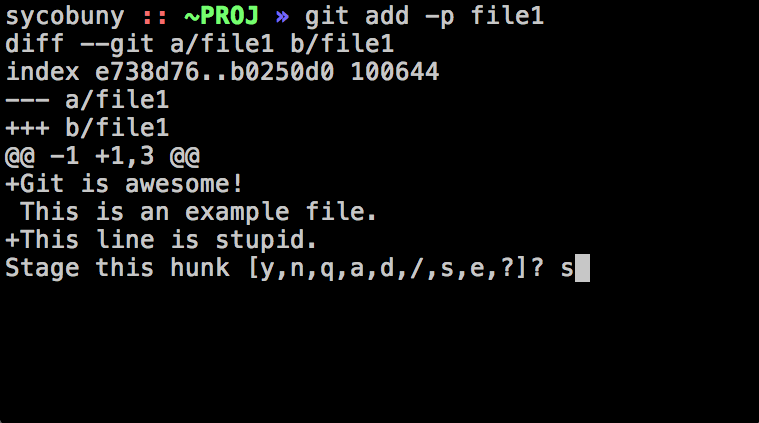 sycobuny :: ~PROJ » git add -p file1
diff --git a/file1 b/file1
index e738d76..b0250d0 100644
--- a/file1
+++ b/file1
@@ -1 +1,3 @@
+Git is awesome!
 This is an example file.
+This line is stupid.
Stage this hunk [y,n,q,a,d,/,s,e,?]? s